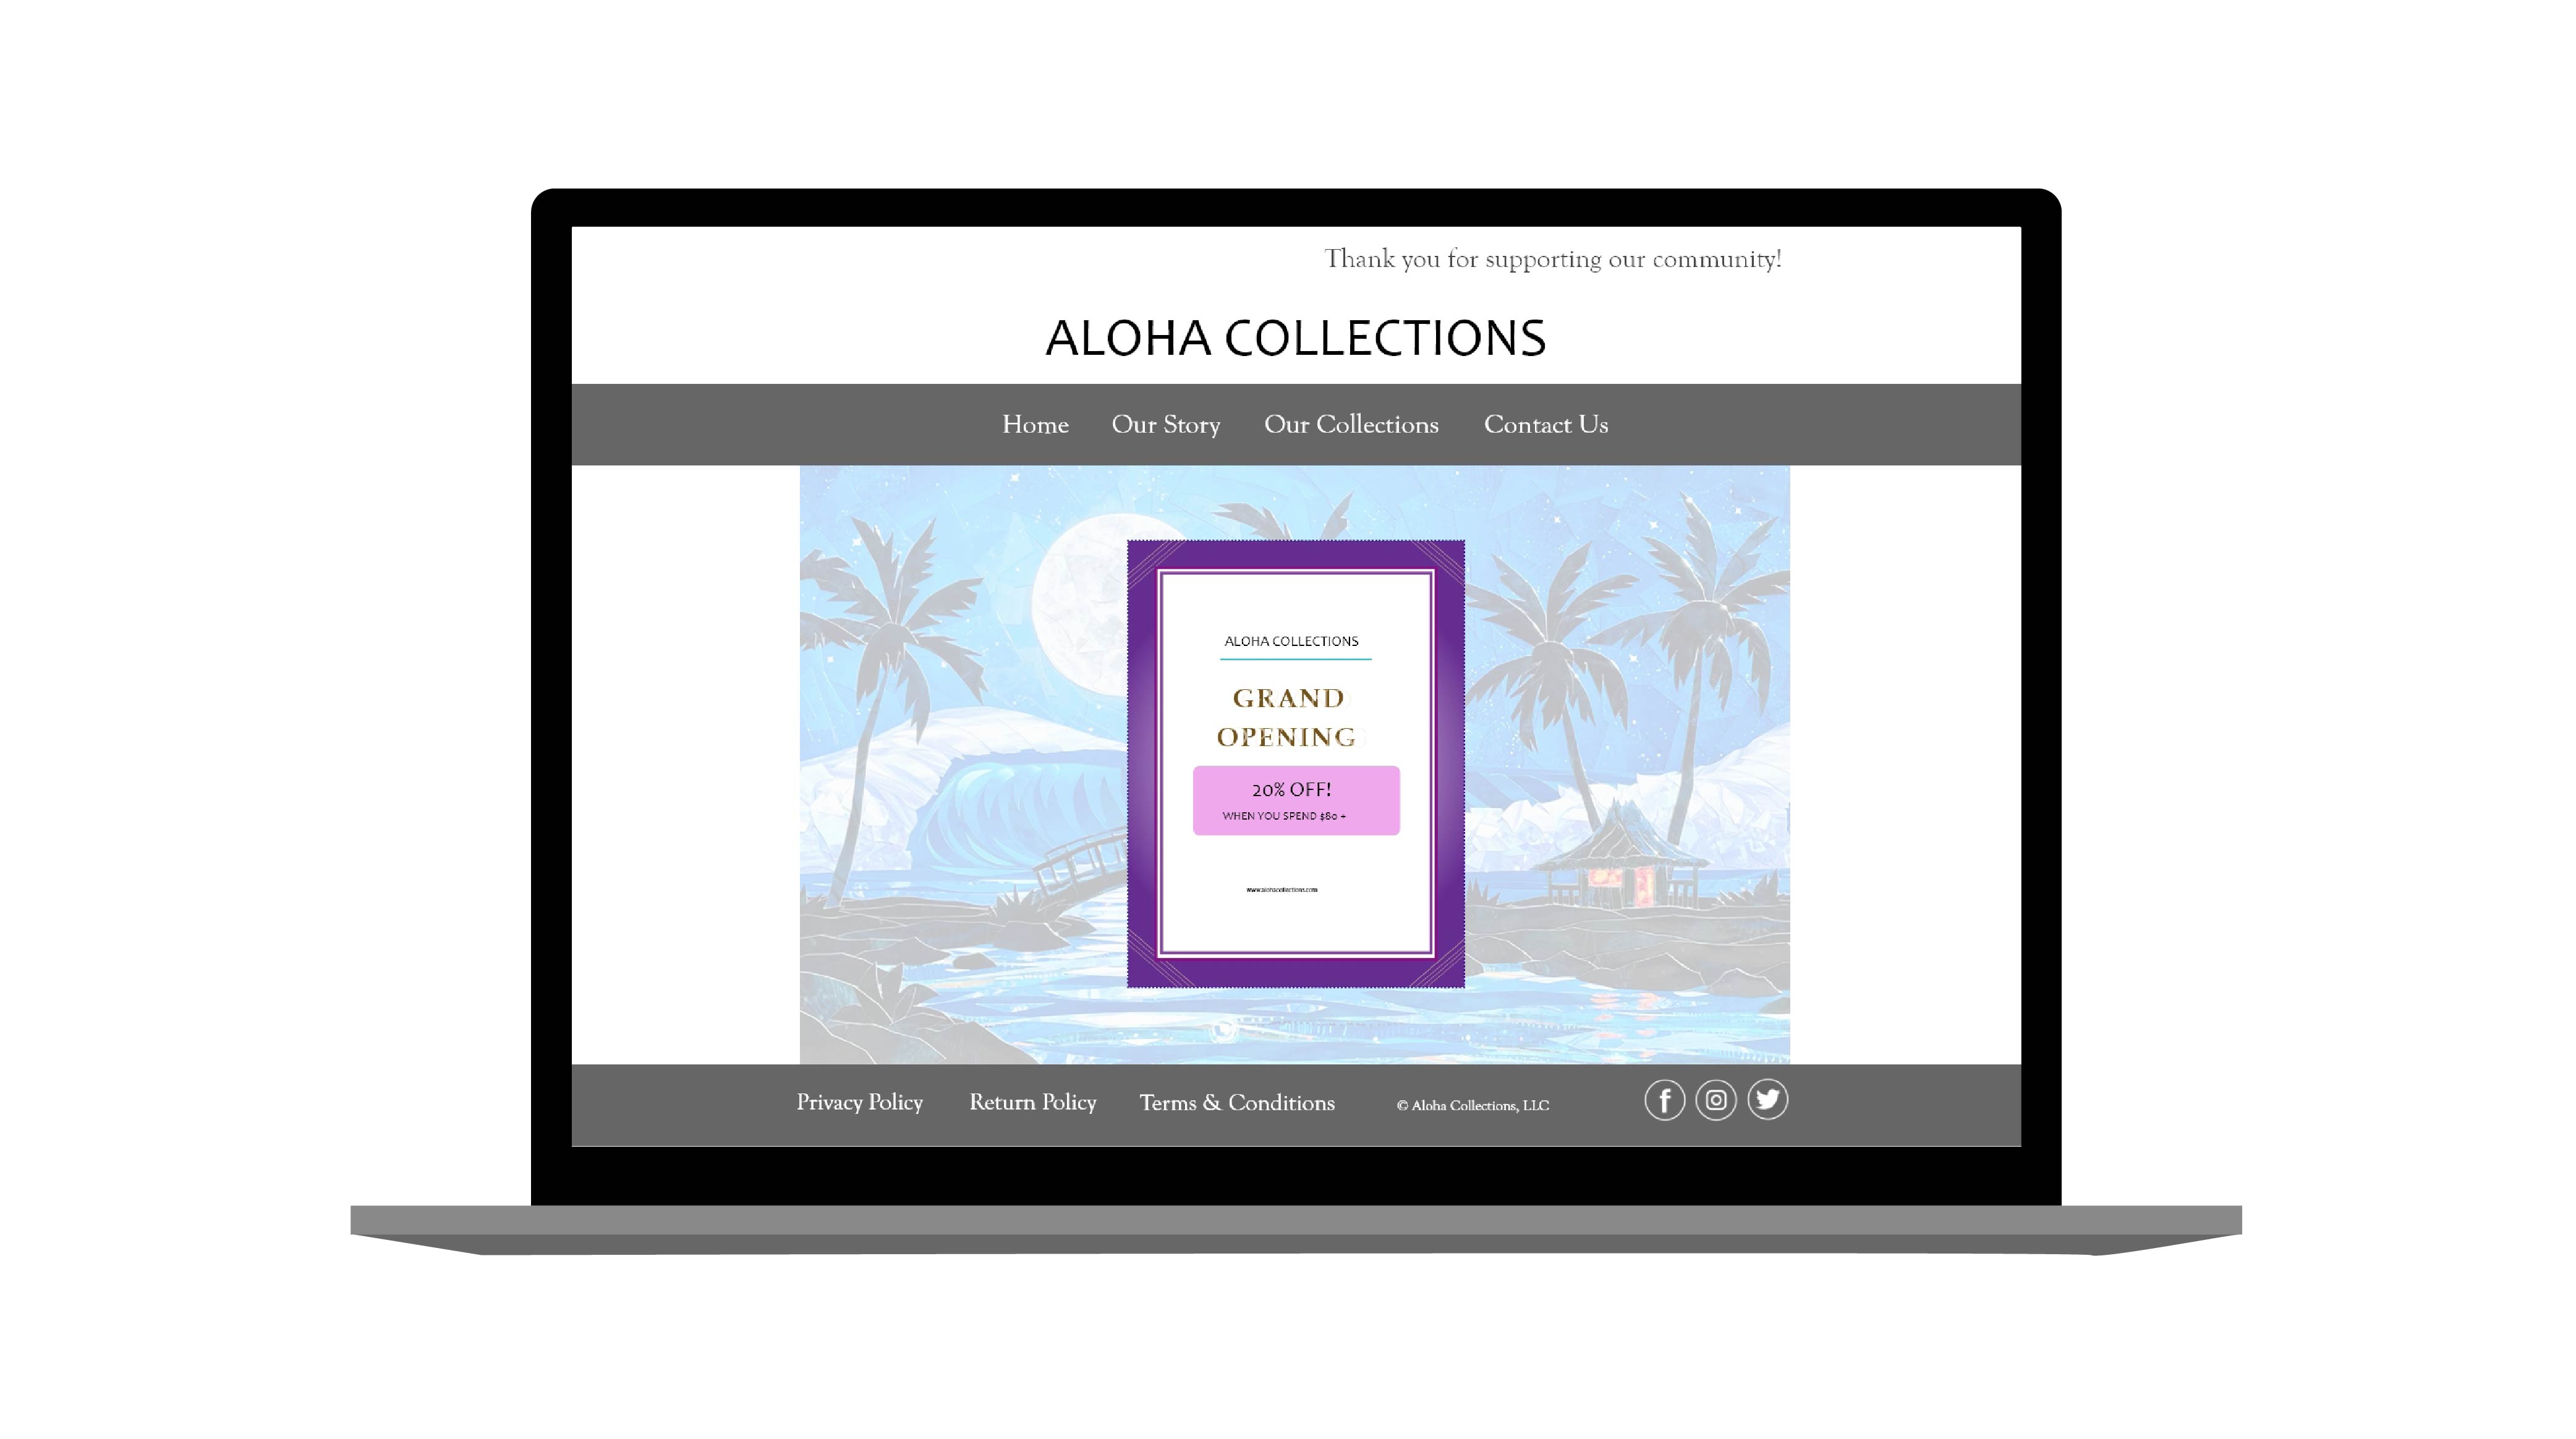 Thank you for supporting our community!
ALOHA COLLECTIONS
Home Our Story Our Collections Contact Us
ALOHA COLLECTIONS
GRAND
OPENING
20% OFF!
WHEN YOU SPEND $80 +
www.alohacollections.com
Privacy Policy Return Policy Terms & Conditions © Aloha Collections, LLC